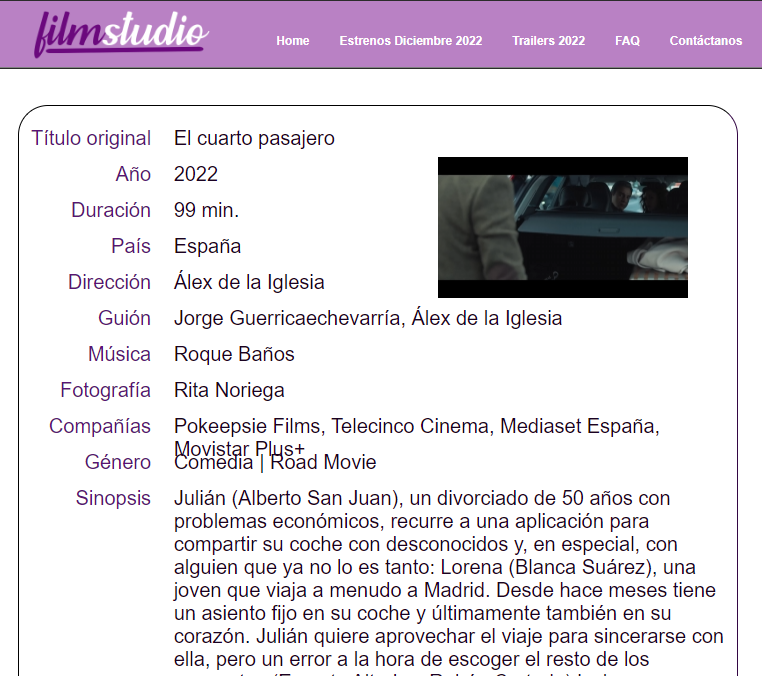 filmstudio
Home Estrenos Diciembre 2022 Trailers 2022 FAQ Contáctanos
Título original El cuarto pasajero
Año 2022
Duración 99 min.
País España
Dirección Álex de la Iglesia
Guión Jorge Guerricaechevarría, Álex de la Iglesia
Música Roque Baños
Fotografía Rita Noriega
Compañías Pokeepsie Films, Telecinco Cinema, Mediaset España,
Movistar Plus+
Género Comedia | Road Movie
Sinopsis Julián (Alberto San Juan), un divorciado de 50 años con
problemas económicos, recurre a una aplicación para
compartir su coche con desconocidos y, en especial, con
alguien que ya no lo es tanto: Lorena (Blanca Suárez), una
joven que viaja a menudo a Madrid. Desde hace meses tiene
un asiento fijo en su coche y últimamente también en su
corazón. Julián quiere aprovechar el viaje para sincerarse con
ella, pero un error a la hora de escoger el resto de los